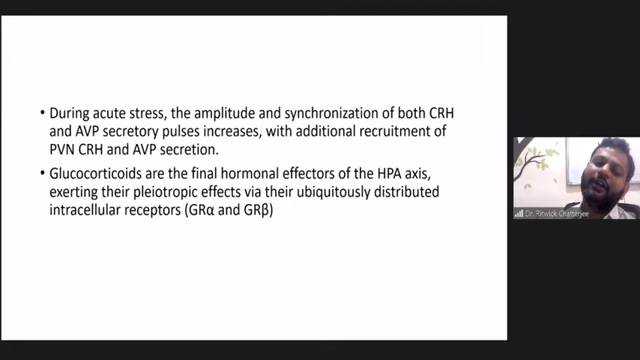 • During acute stress, the amplitude and synchronization of both CRH
and AVP secretory pulses increases, with additional recruitment of
PVN CRH and AVP secretion.
• Glucocorticoids are the final hormonal effectors of the HPA axis,
exerting their pleiotropic effects via their ubiquitously distributed
intracellular receptors (GRα and GRβ)
Dr. Ritwick Chatterjee